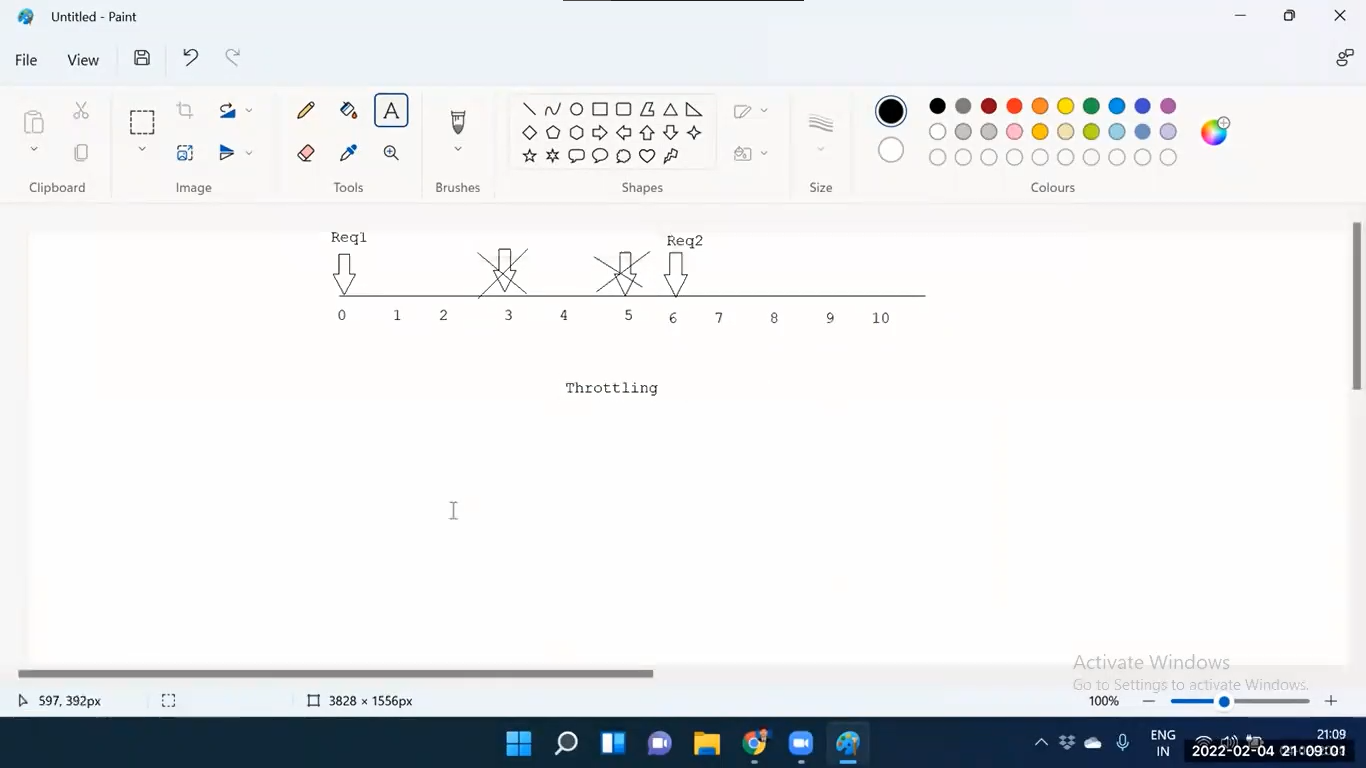 Untitled - Paint
File View
Clipboard Image Tools Brushes Shapes Size Colours
A
Req1 Req2
0 1 2 3 4 5 6 7 8 9 10
Throttling
Activate Windows
Go to Settings to activate Windows.
597, 392px 3828 × 1556px 100%
ENG 21:09
IN 2022-02-04 21:09:01